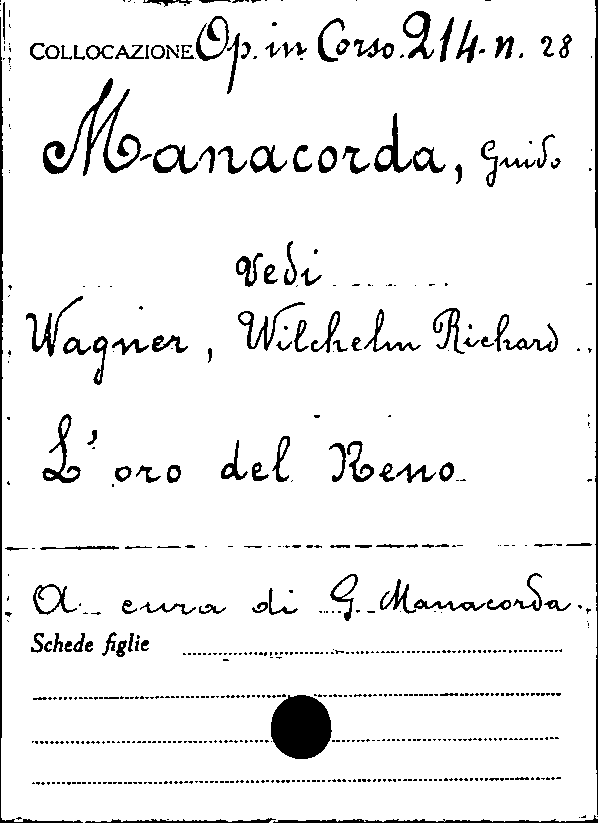 COLLOCAZIONE Op. in Corso. 214. n. 28
Manacorda, Guido
Vedi
Wagner, Wilchelm Richard
L'oro del Reno
A cura di G. Manacorda.
Schede figlie